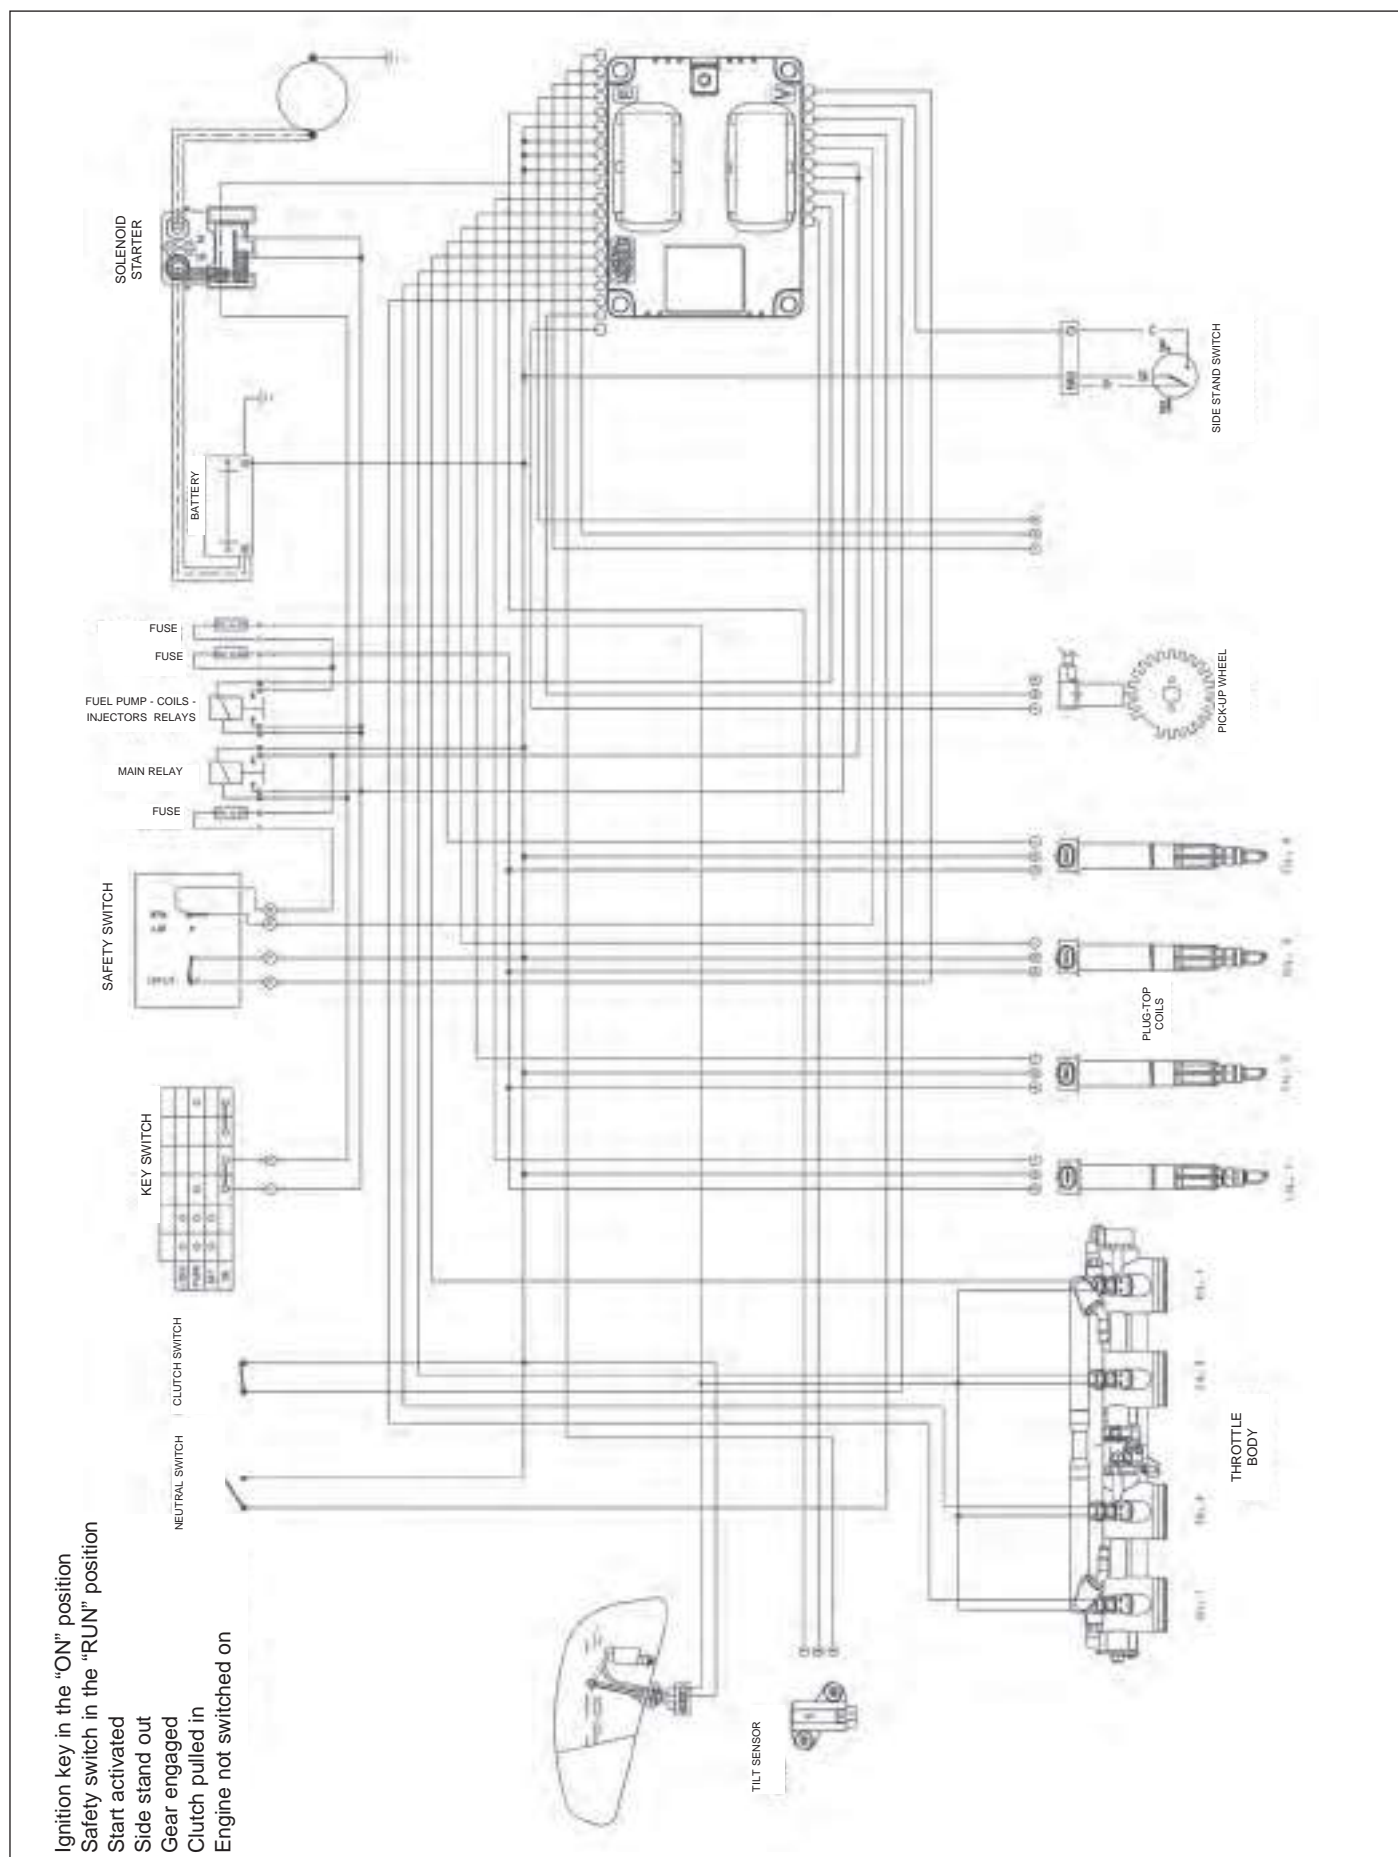 Ignition key in the “ON” position
Safety switch in the “RUN” position
Start activated
Side stand out
Gear engaged
Clutch pulled in
Engine not switched on
NEUTRAL SWITCH
CLUTCH SWITCH
KEY SWITCH
SAFETY SWITCH
FUSE
MAIN RELAY
FUEL PUMP - COILS -
INJECTORS RELAYS
FUSE
FUSE
BATTERY
SOLENOID
STARTER
TILT SENSOR
THROTTLE
BODY
PLUG-TOP
COILS
PICK-UP WHEEL
SIDE STAND SWITCH